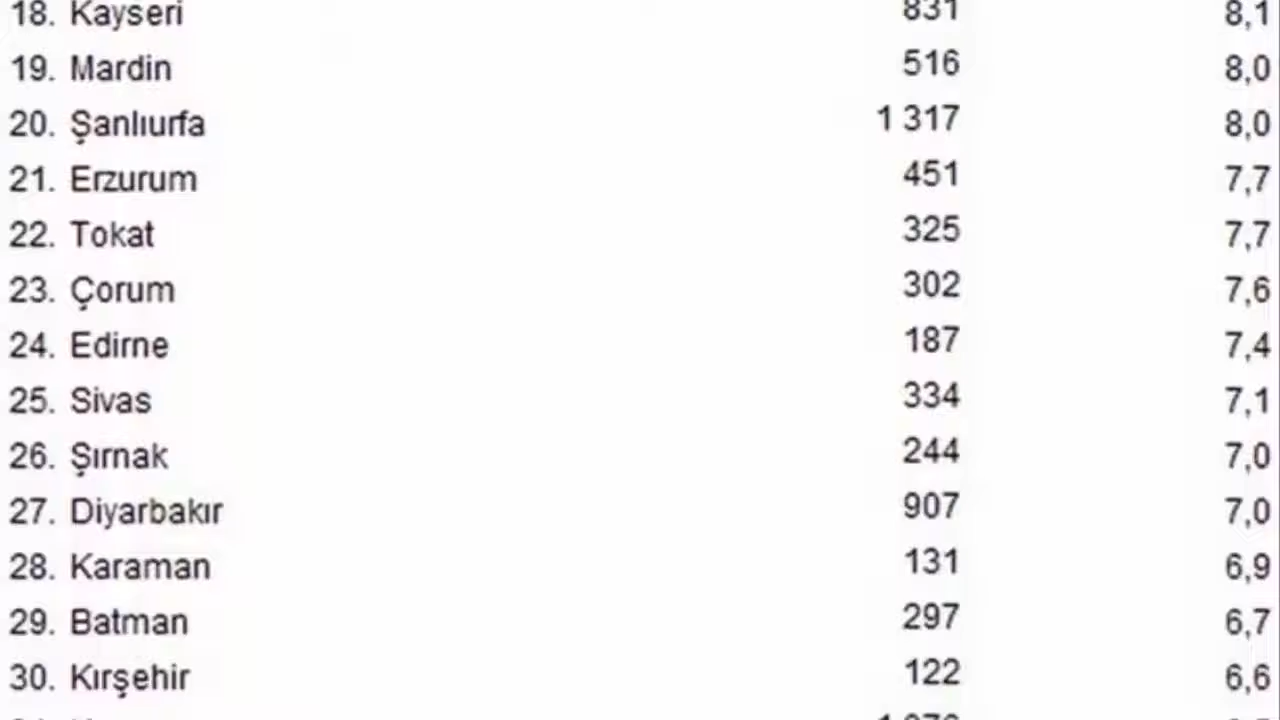 18. Kayseri 831 8,1
19. Mardin 516 8,0
20. Şanlıurfa 1 317 8,0
21. Erzurum 451 7,7
22. Tokat 325 7,7
23. Çorum 302 7,6
24. Edirne 187 7,4
25. Sivas 334 7,1
26. Şırnak 244 7,0
27. Diyarbakır 907 7,0
28. Karaman 131 6,9
29. Batman 297 6,7
30. Kırşehir 122 6,6